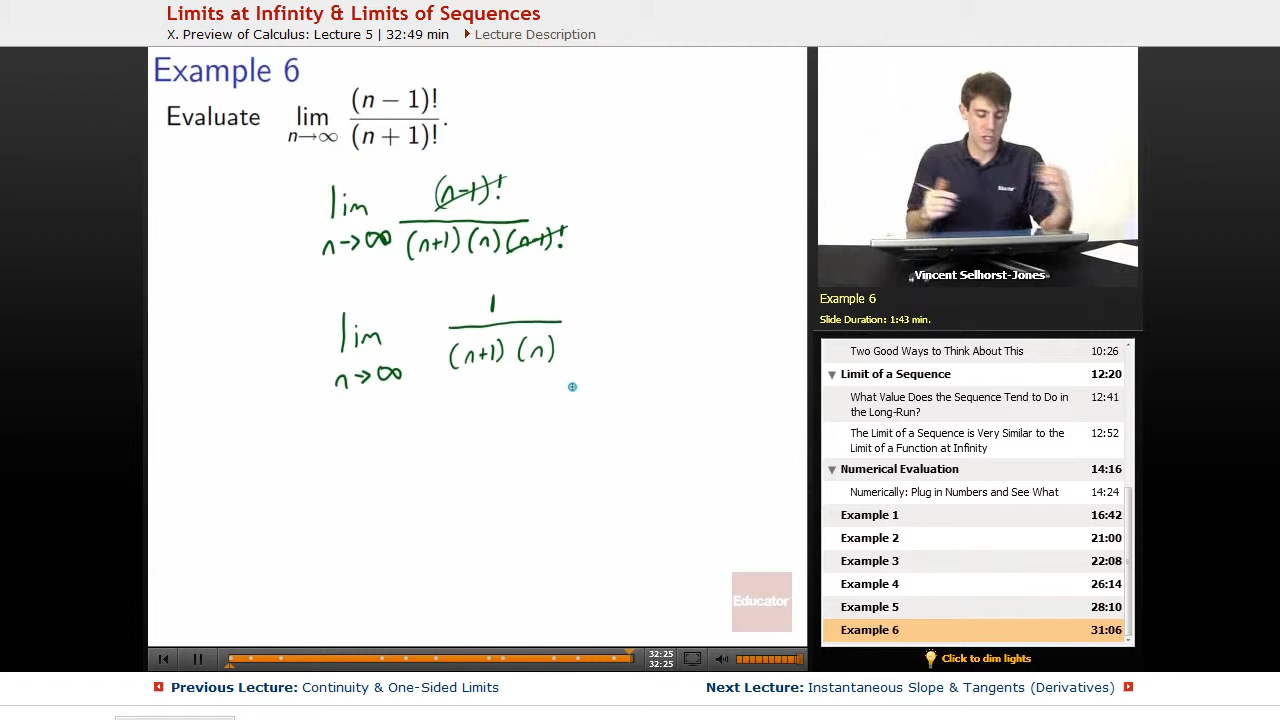 Limits at Infinity & Limits of Sequences
X. Preview of Calculus: Lecture 5 | 32:49 min
Lecture Description
Example 6
Evaluate lim n→∞ (n − 1)! / (n + 1)! .
lim n→∞ (n-1)! / (n+1)(n)(n-1)!
lim n→∞ 1 / (n+1)(n)
Educator
Educator
Vincent Selhorst-Jones
Example 6
Slide Duration: 1:43 min.
Two Good Ways to Think About This 10:26
Limit of a Sequence 12:20
What Value Does the Sequence Tend to Do in
the Long-Run? 12:41
The Limit of a Sequence is Very Similar to the
Limit of a Function at Infinity 12:52
Numerical Evaluation 14:16
Numerically: Plug in Numbers and See What 14:24
Example 1 16:42
Example 2 21:00
Example 3 22:08
Example 4 26:14
Example 5 28:10
Example 6 31:06
32:25
32:25
Click to dim lights
Previous Lecture: Continuity & One-Sided Limits
Next Lecture: Instantaneous Slope & Tangents (Derivatives)